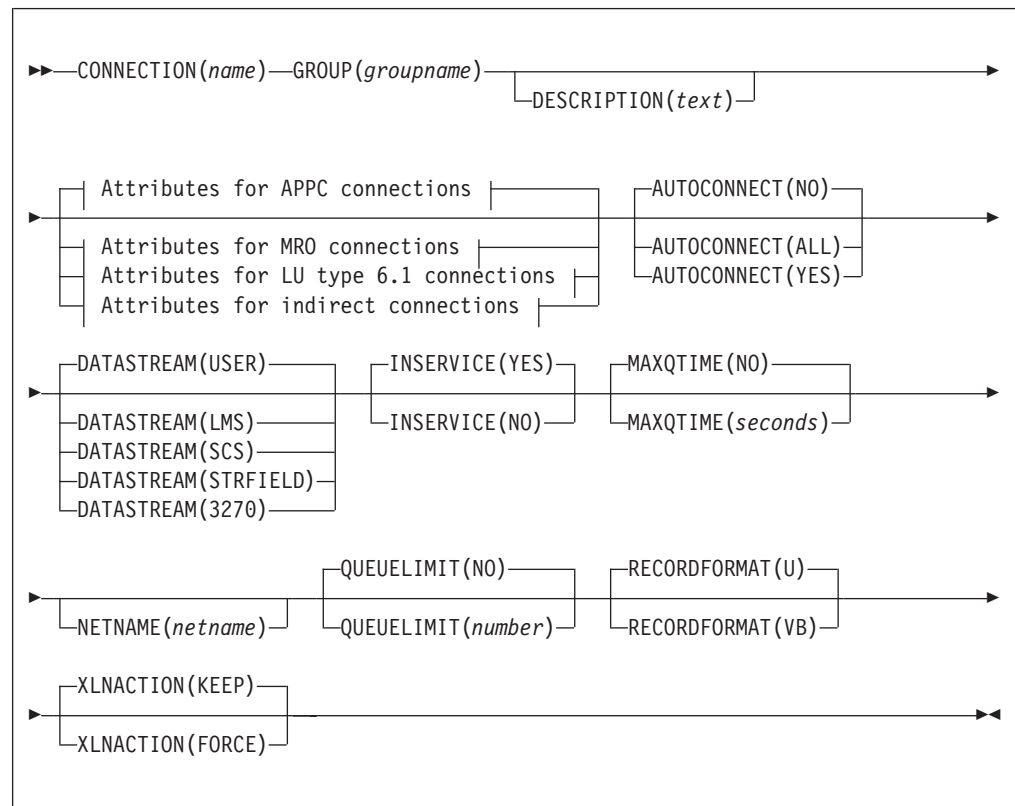 CONNECTION(name) GROUP(groupname)
DESCRIPTION(text)
Attributes for APPC connections AUTOCONNECT(NO)
Attributes for MRO connections AUTOCONNECT(ALL)
Attributes for LU type 6.1 connections AUTOCONNECT(YES)
Attributes for indirect connections
DATASTREAM(USER) INSERVICE(YES) MAXQTIME(NO)
DATASTREAM(LMS) INSERVICE(NO) MAXQTIME(seconds)
DATASTREAM(SCS)
DATASTREAM(STRFIELD)
DATASTREAM(3270)
QUEUELIMIT(NO) RECORDFORMAT(U)
NETNAME(netname) QUEUELIMIT(number) RECORDFORMAT(VB)
XLNACTION(KEEP)
XLNACTION(FORCE)